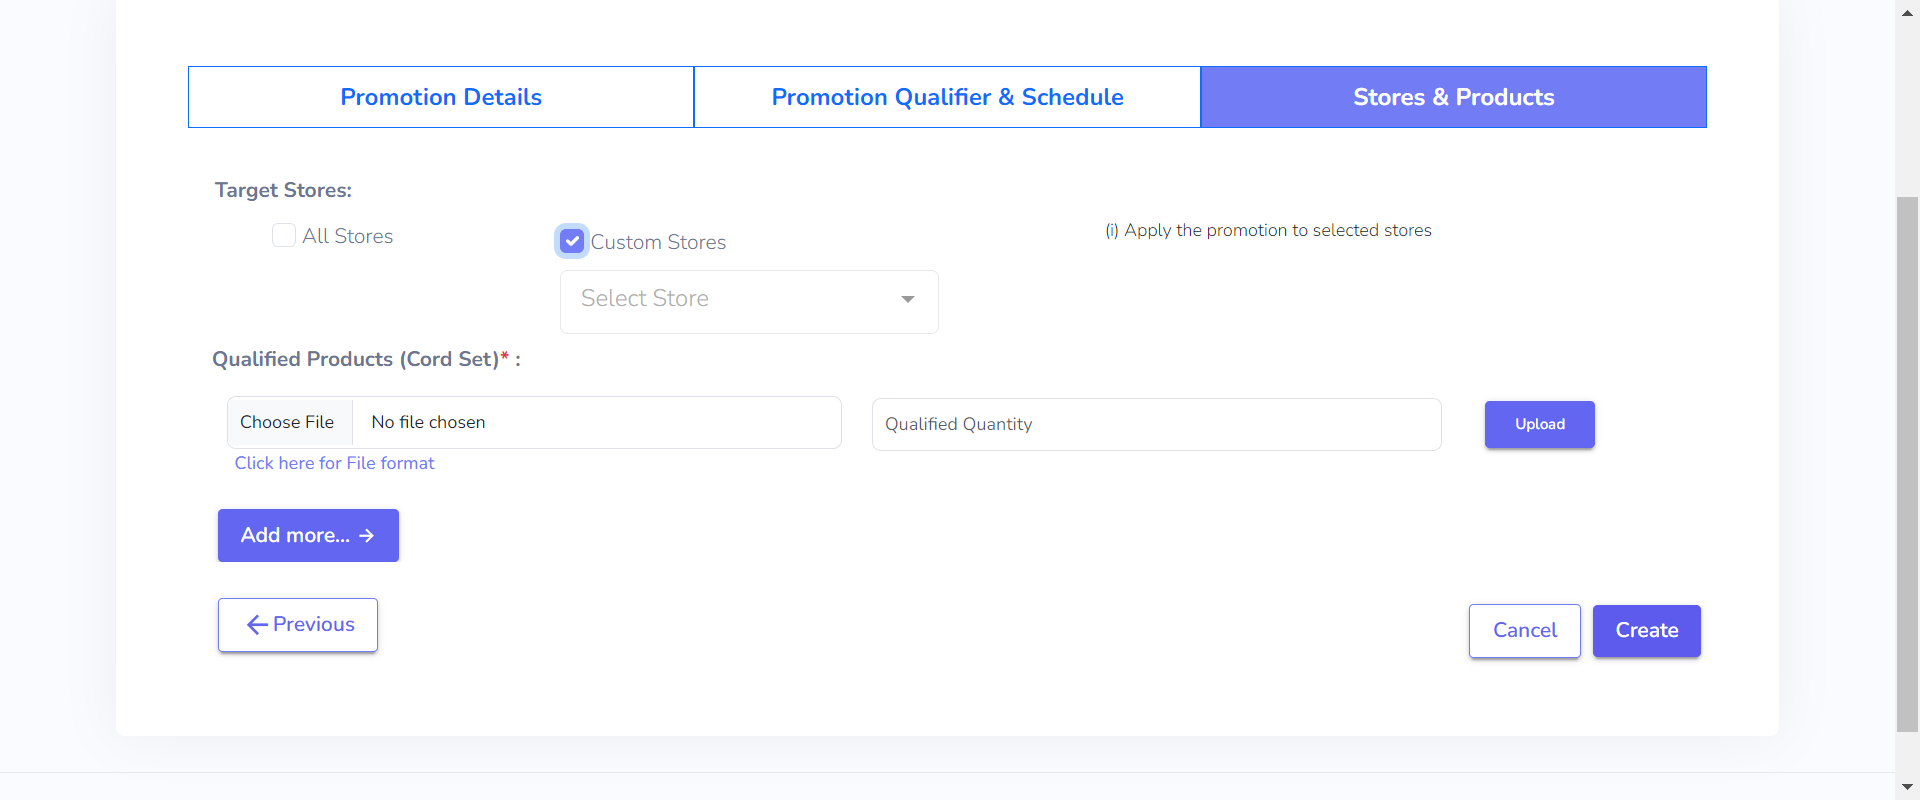 Promotion Details
Promotion Qualifier & Schedule
Stores & Products
Target Stores:
All Stores
Custom Stores
(i) Apply the promotion to selected stores
Select Store
Qualified Products (Cord Set)* :
Choose File
No file chosen
Qualified Quantity
Upload
Click here for File format
Add more... →
← Previous
Cancel
Create